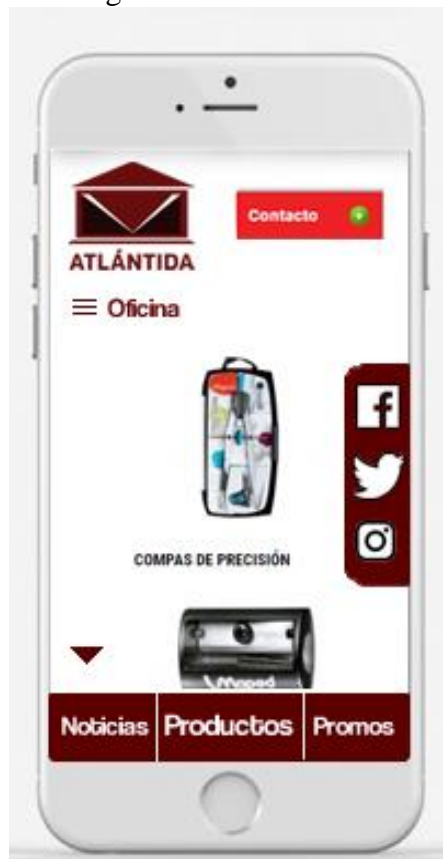 Contacto
ATLÁNTIDA
Oficina
COMPAS DE PRECISIÓN
Noticias
Productos
Promos